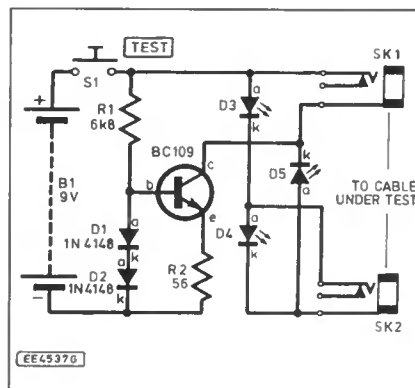 TEST
SK1
S1
+
R1
6k8
D3
k
BC109
c
k
D5
a
B1
9V
b
TO CABLE
UNDER TEST
a
D1
1N4148
k
e
a
D4
k
a
D2
1N4148
k
R2
56
−
SK2
EE4537G